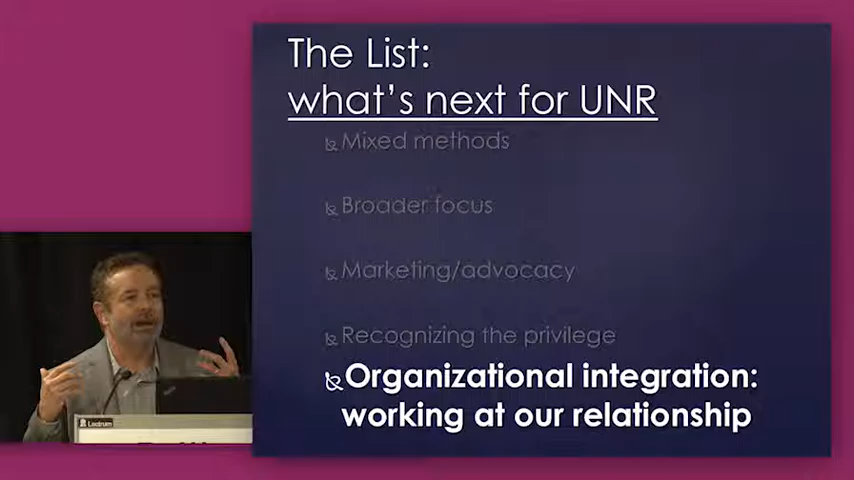 The List:
what's next for UNR
Mixed methods
Broader focus
Marketing/advocacy
Recognizing the privilege
Organizational integration:
working at our relationship
Lectrum